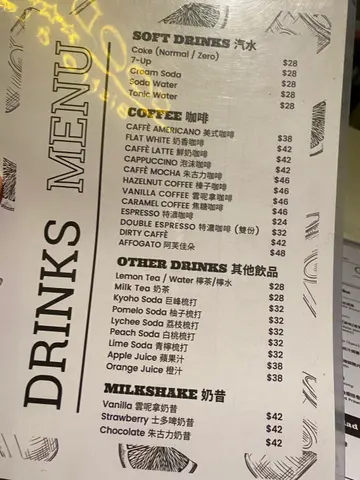 DRINKS MENU
SOFT DRINKS 汽水
Coke (Normal / Zero) $28
7-Up $28
Cream Soda $28
Soda Water $28
Tonic Water $28
COFFEE 咖啡
CAFFÈ AMERICANO 美式咖啡 $38
FLAT WHITE 奶香咖啡 $42
CAFFÈ LATTE 鮮奶咖啡 $42
CAPPUCCINO 泡沫咖啡 $42
CAFFÈ MOCHA 朱古力咖啡 $46
HAZELNUT COFFEE 榛子咖啡 $46
VANILLA COFFEE 雲呢拿咖啡 $46
CARAMEL COFFEE 焦糖咖啡 $46
ESPRESSO 特濃咖啡 $24
DOUBLE ESPRESSO 特濃咖啡 (雙份) $32
DIRTY CAFFÈ $42
AFFOGATO 阿芙佳朵 $48
OTHER DRINKS 其他飲品
Lemon Tea / Water 檸茶/檸水 $28
Milk Tea 奶茶 $28
Kyoho Soda 巨峰梳打 $32
Pomelo Soda 柚子梳打 $32
Lychee Soda 荔枝梳打 $32
Peach Soda 白桃梳打 $32
Lime Soda 青檸梳打 $32
Apple Juice 蘋果汁 $38
Orange Juice 橙汁 $38
MILKSHAKE 奶昔
Vanilla 雲呢拿奶昔 $42
Strawberry 士多啤奶昔 $42
Chocolate 朱古力奶昔 $42